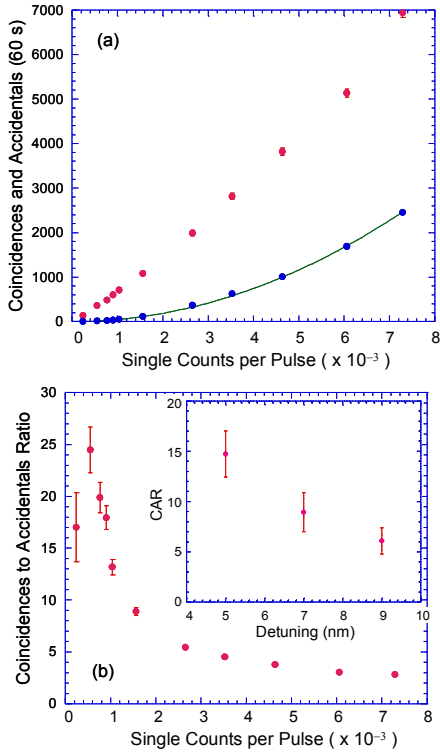 7000
(a)
6000
5000
4000
3000
2000
1000
0
0 1 2 3 4 5 6 7 8
Coincidences and Accidentals (60 s)
Single Counts per Pulse ( x 10⁻³)
30
25
20
15
10
5
0
Coincidences to Accidentals Ratio
(b)
20
15
10
5
0
CAR
4 5 6 7 8 9 10
Detuning (nm)
0 1 2 3 4 5 6 7 8
Single Counts per Pulse ( x 10⁻³)